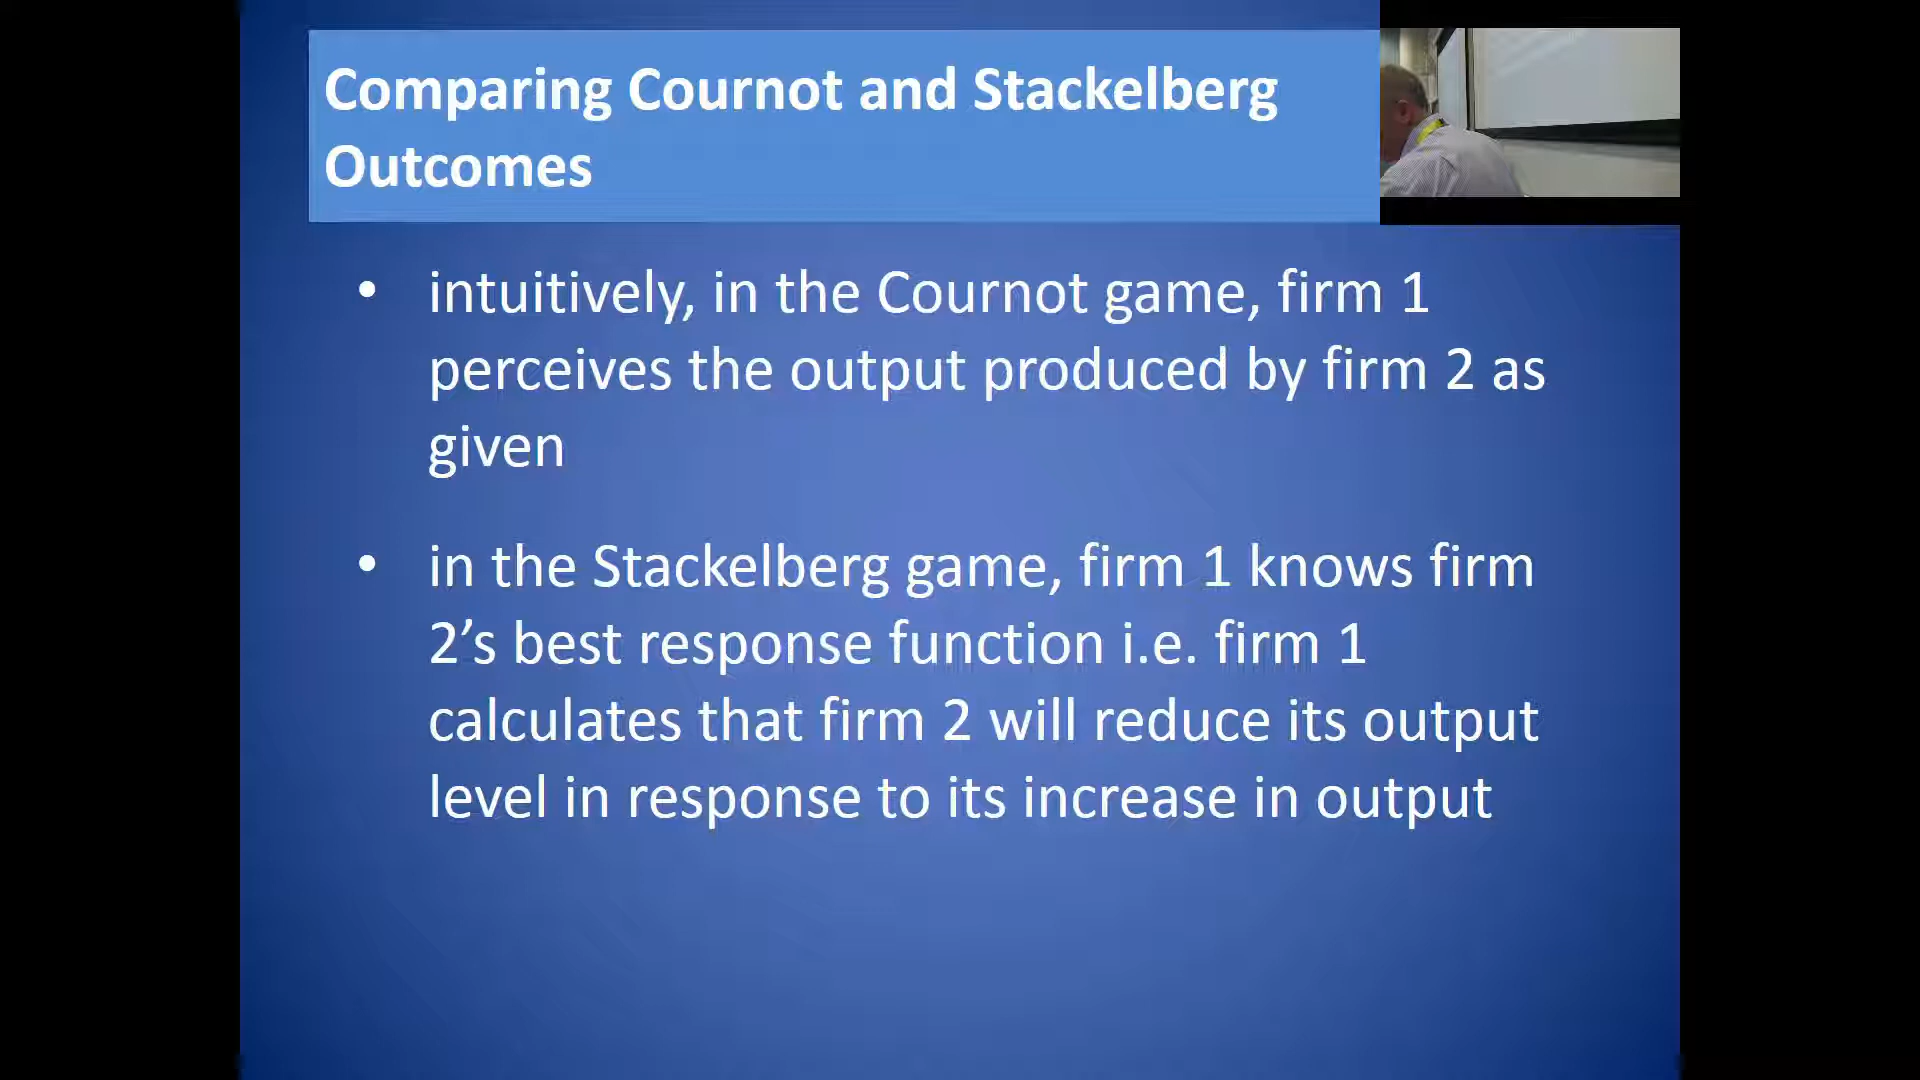 Comparing Cournot and Stackelberg
Outcomes
• intuitively, in the Cournot game, firm 1
perceives the output produced by firm 2 as
given
• in the Stackelberg game, firm 1 knows firm
2’s best response function i.e. firm 1
calculates that firm 2 will reduce its output
level in response to its increase in output